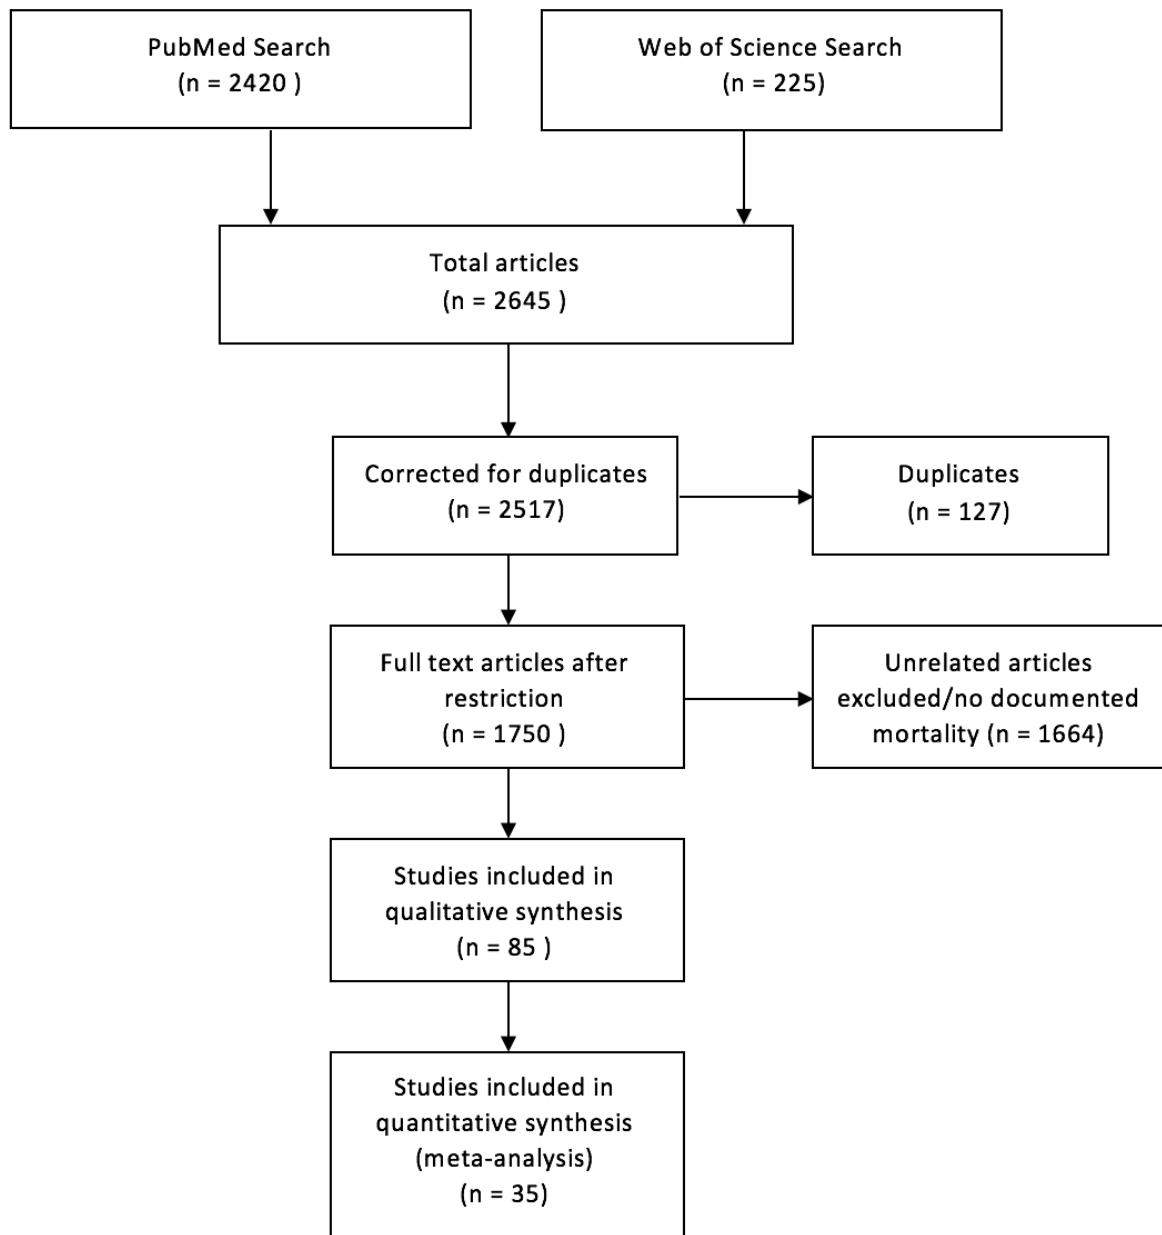 PubMed Search
(n = 2420 )
Web of Science Search
(n = 225)
Total articles
(n = 2645 )
Corrected for duplicates
(n = 2517)
Duplicates
(n = 127)
Full text articles after
restriction
(n = 1750 )
Unrelated articles
excluded/no documented
mortality (n = 1664)
Studies included in
qualitative synthesis
(n = 85 )
Studies included in
quantitative synthesis
(meta-analysis)
(n = 35)